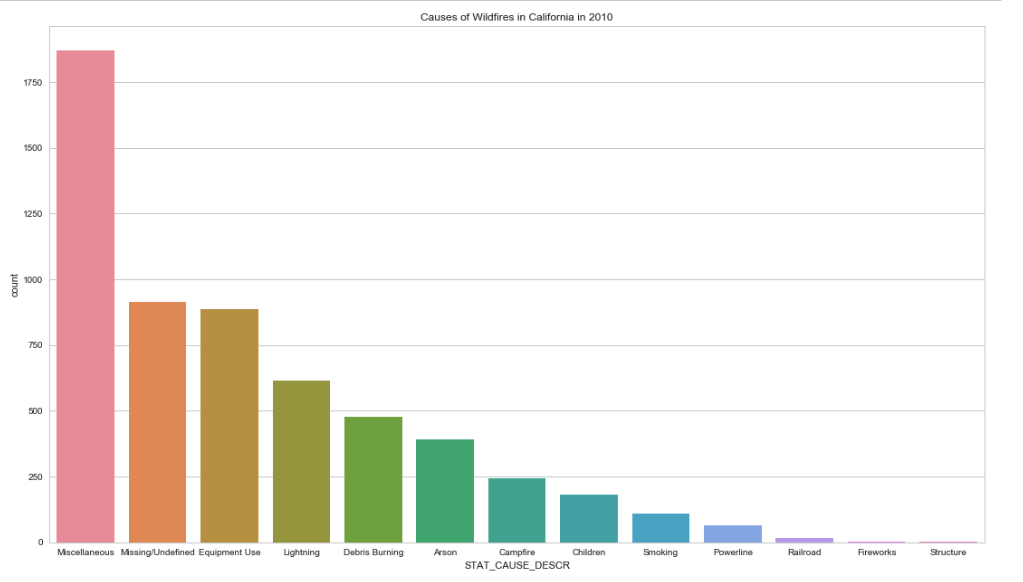 Causes of Wildfires in California in 2010
1750
1500
1250
1000
750
500
250
0
count
Miscellaneous Missing/Undefined Equipment Use Lightning Debris Burning Arson Campfire Children Smoking Powerline Railroad Fireworks Structure
STAT_CAUSE_DESCR